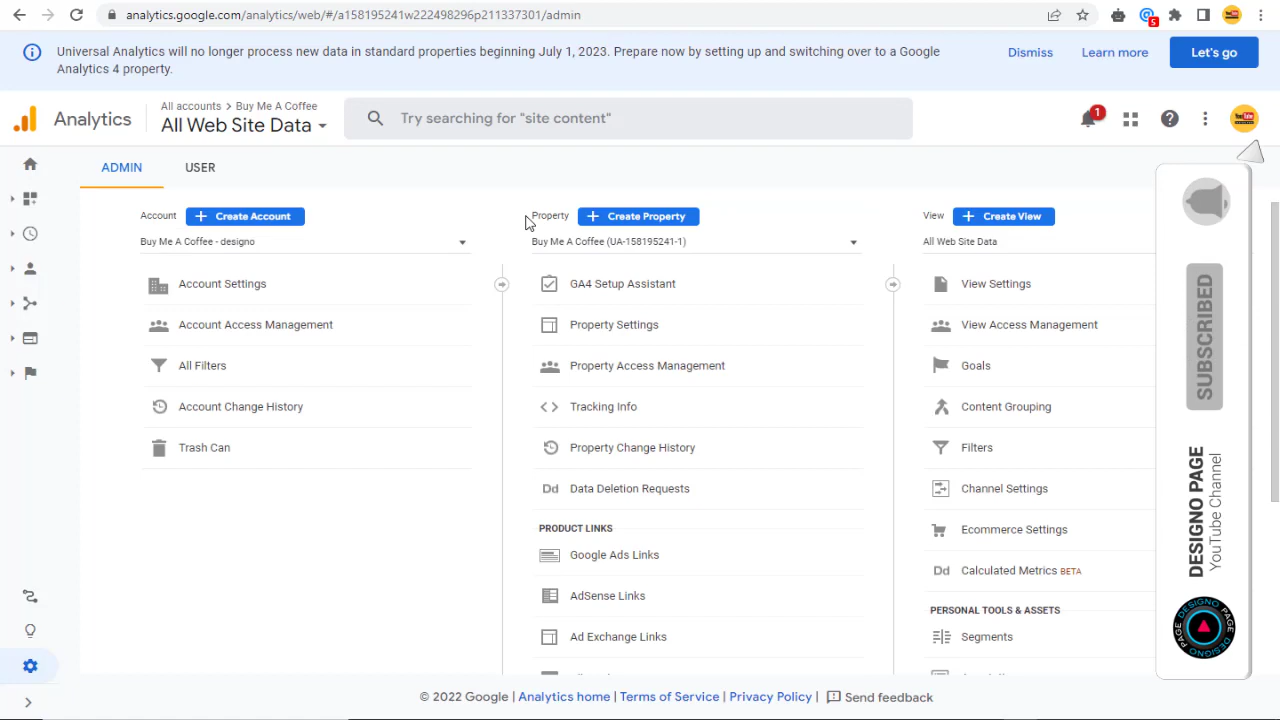 analytics.google.com/analytics/web/#/a158195241w222498296p211337301/admin
S
Universal Analytics will no longer process new data in standard properties beginning July 1, 2023. Prepare now by setting up and switching over to a Google
Analytics 4 property.
Dismiss
Learn more
Let's go
Analytics
All accounts > Buy Me A Coffee
All Web Site Data
Try searching for "site content"
1
ADMIN
USER
Account
+ Create Account
Buy Me A Coffee - designo
Account Settings
Account Access Management
All Filters
Account Change History
Trash Can
Property
+ Create Property
Buy Me A Coffee (UA-158195241-1)
GA4 Setup Assistant
Property Settings
Property Access Management
Tracking Info
Property Change History
Dd Data Deletion Requests
PRODUCT LINKS
Google Ads Links
AdSense Links
Ad Exchange Links
View
+ Create View
All Web Site Data
View Settings
View Access Management
Goals
Content Grouping
Filters
Channel Settings
Ecommerce Settings
Dd Calculated Metrics BETA
PERSONAL TOOLS & ASSETS
Segments
SUBSCRIBED
DESIGNO PAGE
YouTube Channel
DESIGNO PAGE DESIGNO PAGE
© 2022 Google | Analytics home | Terms of Service | Privacy Policy | Send feedback